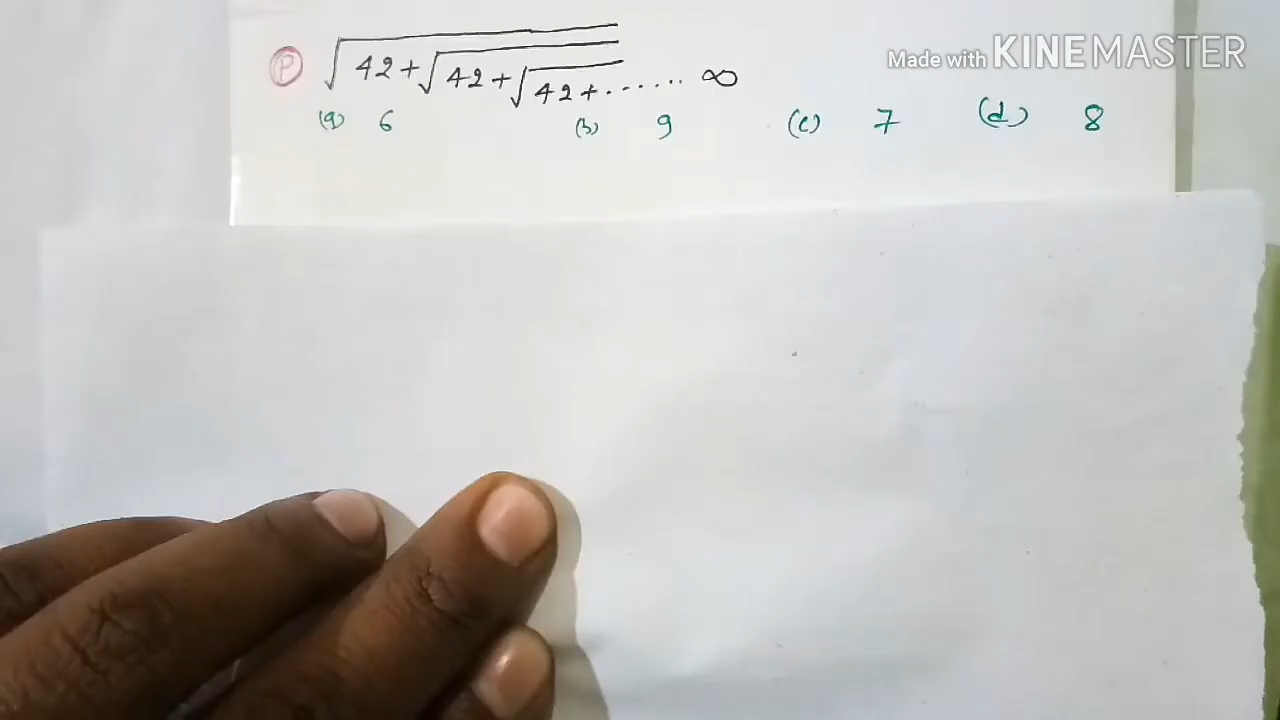 Made with KINEMASTER
(P) √42+√42+√42+...... ∞
(a) 6 (b) 9 (c) 7 (d) 8